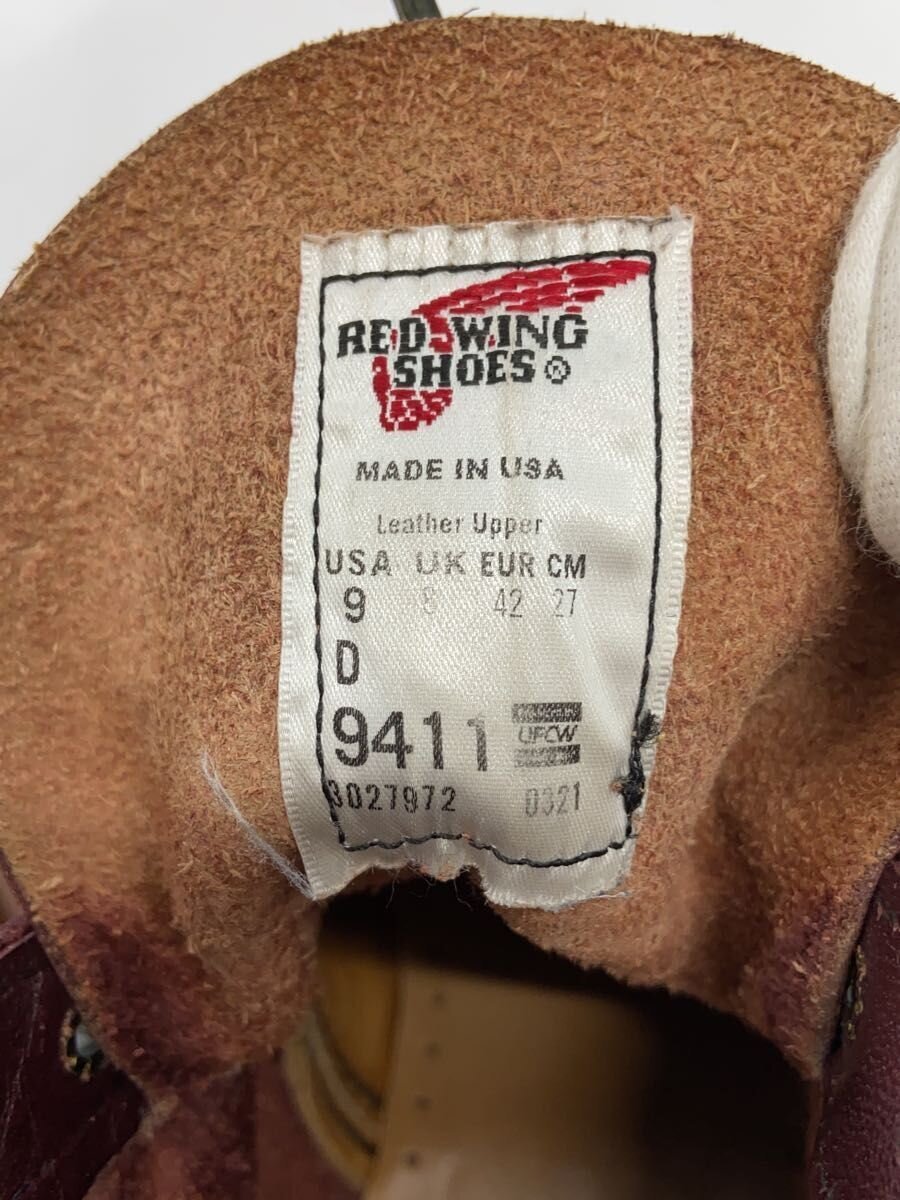 RED WING
SHOES®
MADE IN USA
Leather Upper
USA UK EUR CM
9 8 42 27
D
9411
UFCW
3027972 0321